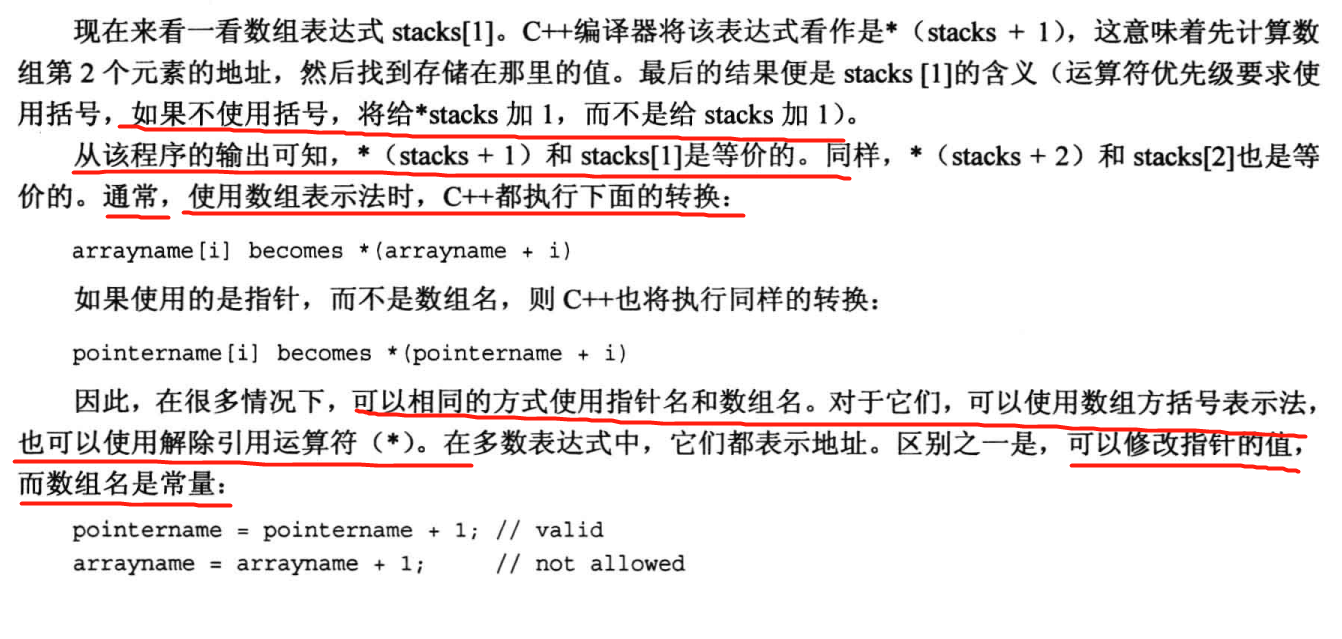 现在来看一看数组表达式 stacks[1]。C++编译器将该表达式看作是*（stacks + 1），这意味着先计算数
组第 2 个元素的地址，然后找到存储在那里的值。最后的结果便是 stacks [1]的含义（运算符优先级要求使
用括号，如果不使用括号，将给*stacks 加 1，而不是给 stacks 加 1）。
从该程序的输出可知，*（stacks + 1）和 stacks[1]是等价的。同样，*（stacks + 2）和 stacks[2]也是等
价的。通常，使用数组表示法时，C++都执行下面的转换：
arrayname[i] becomes *(arrayname + i)
如果使用的是指针，而不是数组名，则 C++也将执行同样的转换：
pointername[i] becomes *(pointername + i)
因此，在很多情况下，可以相同的方式使用指针名和数组名。对于它们，可以使用数组方括号表示法，
也可以使用解除引用运算符（*）。在多数表达式中，它们都表示地址。区别之一是，可以修改指针的值，
而数组名是常量：
pointername = pointername + 1; // valid
arrayname = arrayname + 1; // not allowed